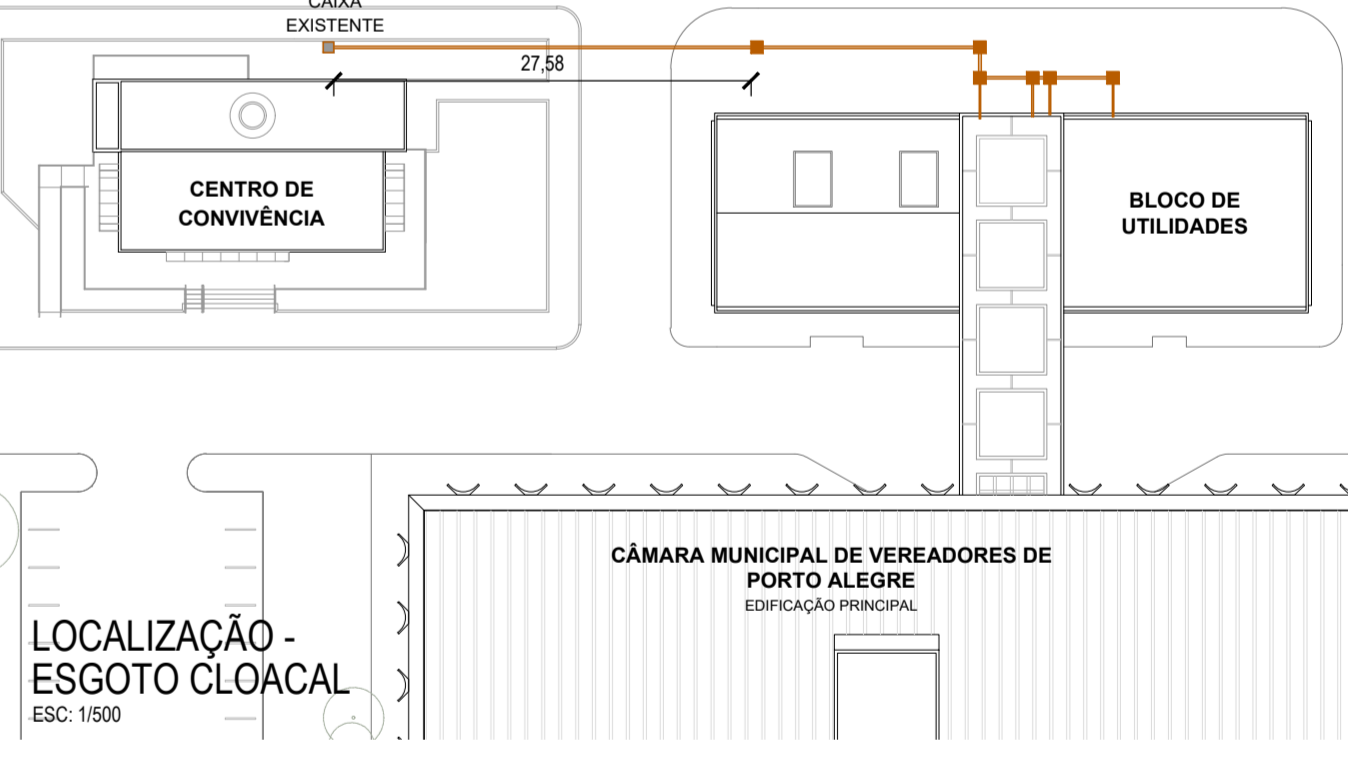 CAIXA
EXISTENTE
27,58
CENTRO DE
CONVIVÊNCIA
BLOCO DE
UTILIDADES
CÂMARA MUNICIPAL DE VEREADORES DE
PORTO ALEGRE
EDIFICAÇÃO PRINCIPAL
LOCALIZAÇÃO -
ESGOTO CLOACAL
ESC: 1/500